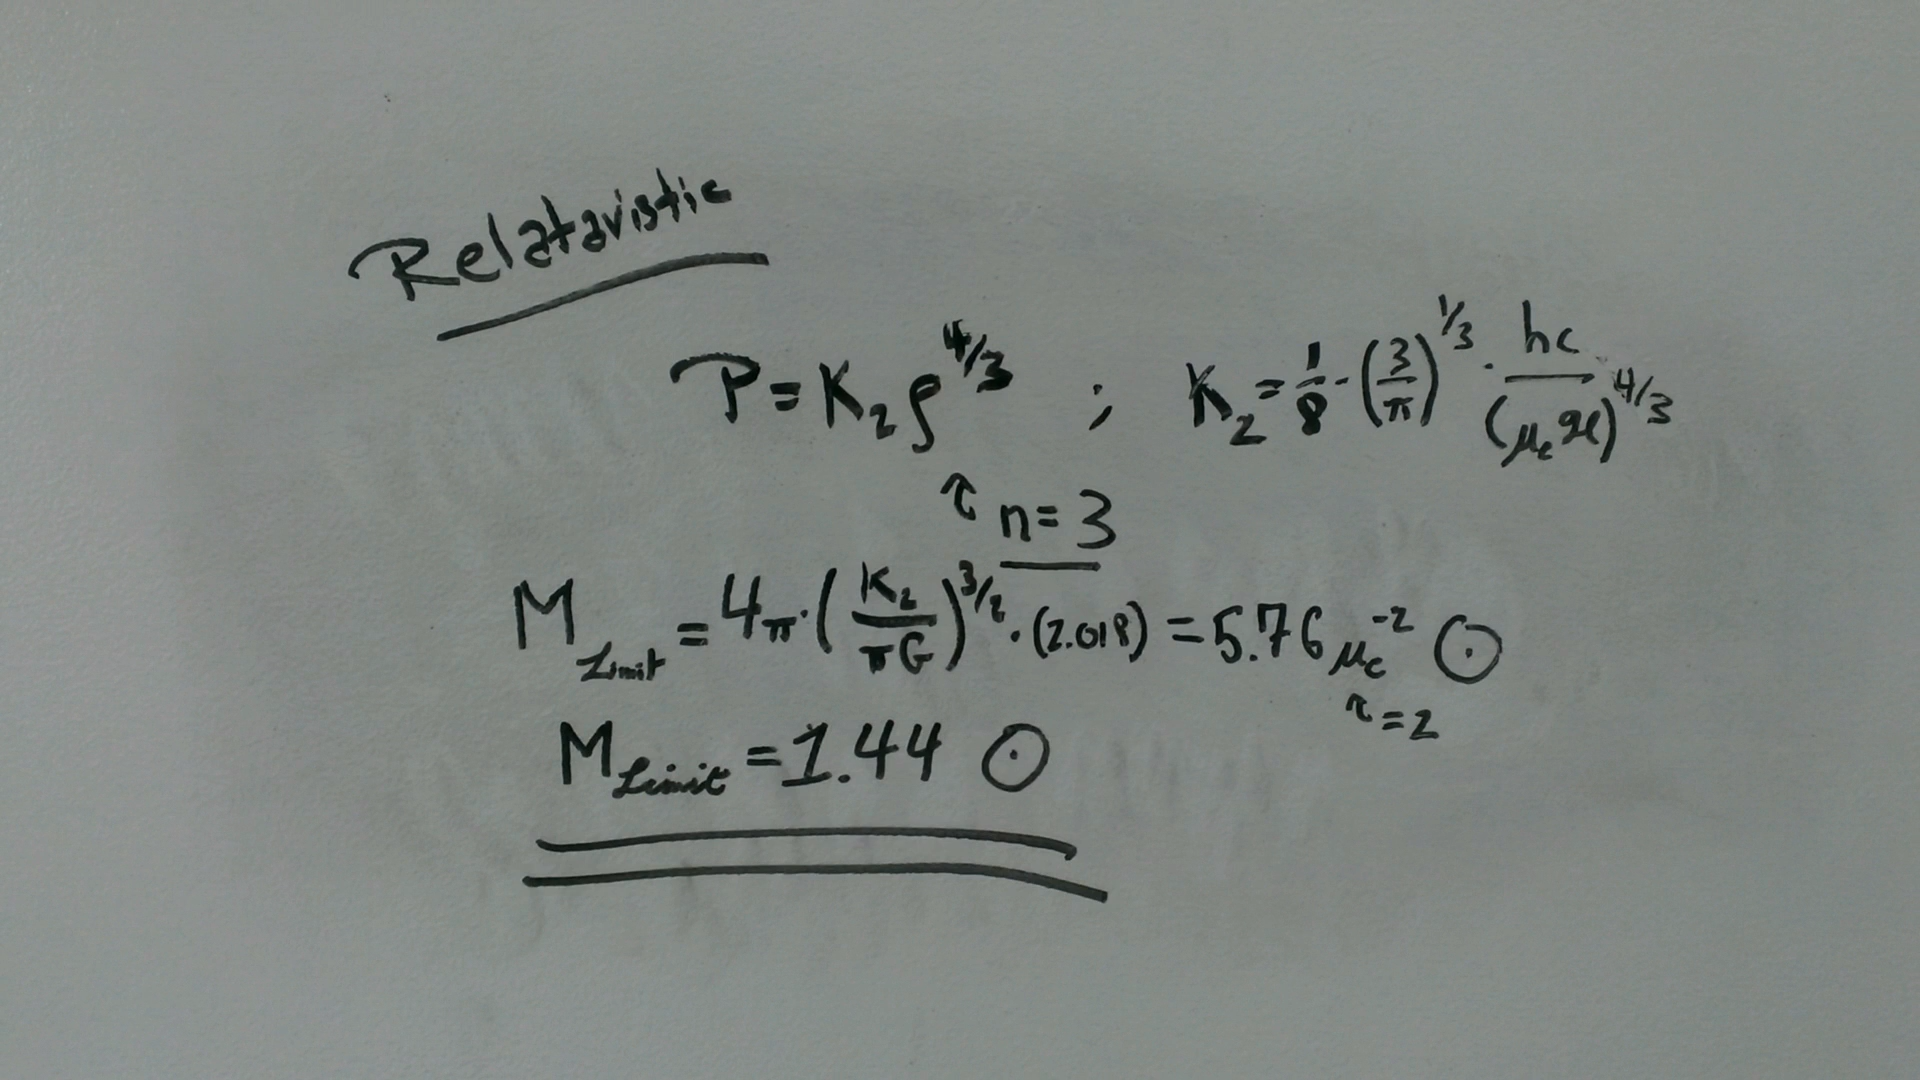 Relatavistic
P = K₂ρ^4/3 ; K₂ = 1/8 · (3/π)^1/3 · hc/(μₑH)^4/3
↑ n=3
M_Limit = 4π · (K₂/πG)^3/2 · (2.018) = 5.76 μₑ^-2 ⊙
↑ =2
M_Limit = 1.44 ⊙